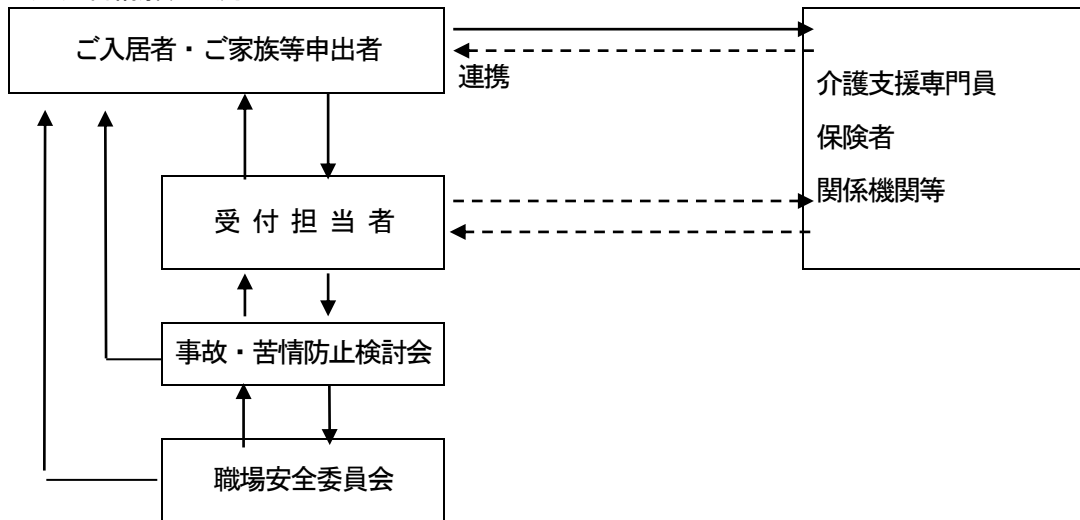 ご入居者・ご家族等申出者
連携
介護支援専門員
保険者
関係機関等
受付担当者
事故・苦情防止検討会
職場安全委員会